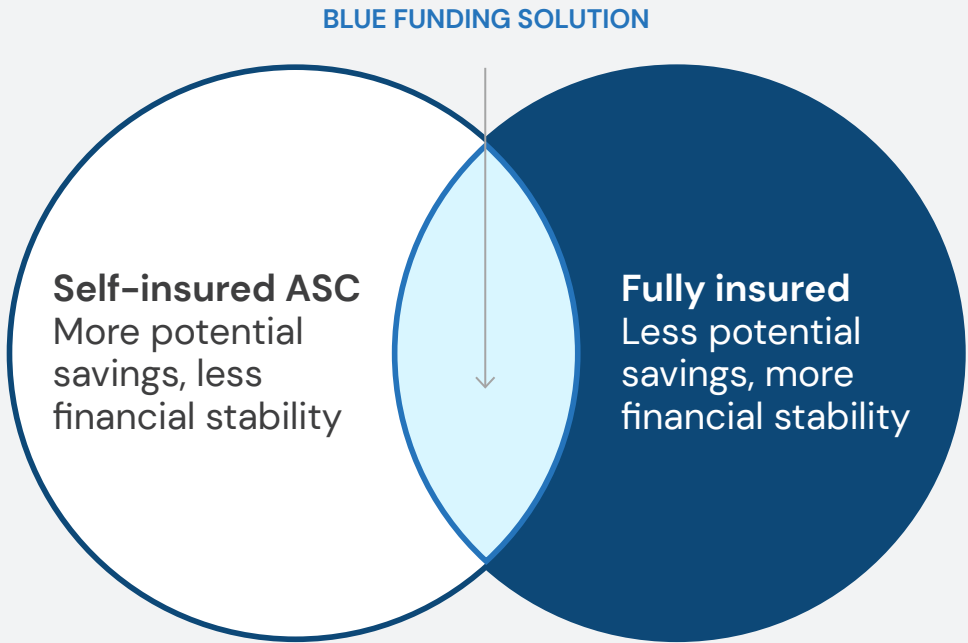 BLUE FUNDING SOLUTION
Self-insured ASC
More potential
savings, less
financial stability
Fully insured
Less potential
savings, more
financial stability